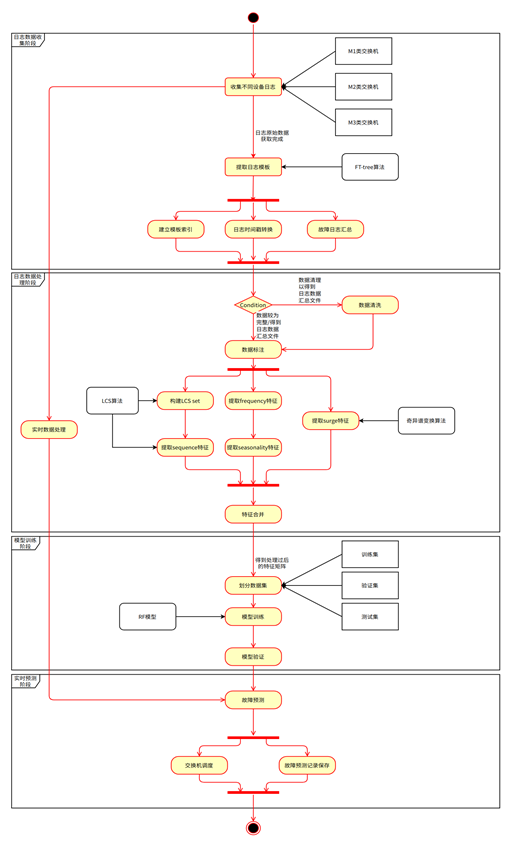 日志数据收
集阶段
M1类交换机
收集不同设备日志
M2类交换机
M3类交换机
日志原始数据
获取完成
提取日志模板
FT-tree算法
建立模板索引
日志时间戳转换
故障日志汇总
日志数据处
理阶段
数据清理
以得到
日志数据
汇总文件
Condition
数据清洗
数据较为
完整/得到
日志数据
汇总文件
数据标注
LCS算法
构建LCS set
提取frequency特征
提取surge特征
奇异谱变换算法
实时数据处理
提取sequence特征
提取seasonality特征
特征合并
模型训练
阶段
得到处理过后
的特征矩阵
训练集
划分数据集
验证集
RF模型
模型训练
测试集
模型验证
实时预测
阶段
故障预测
交换机调度
故障预测记录保存